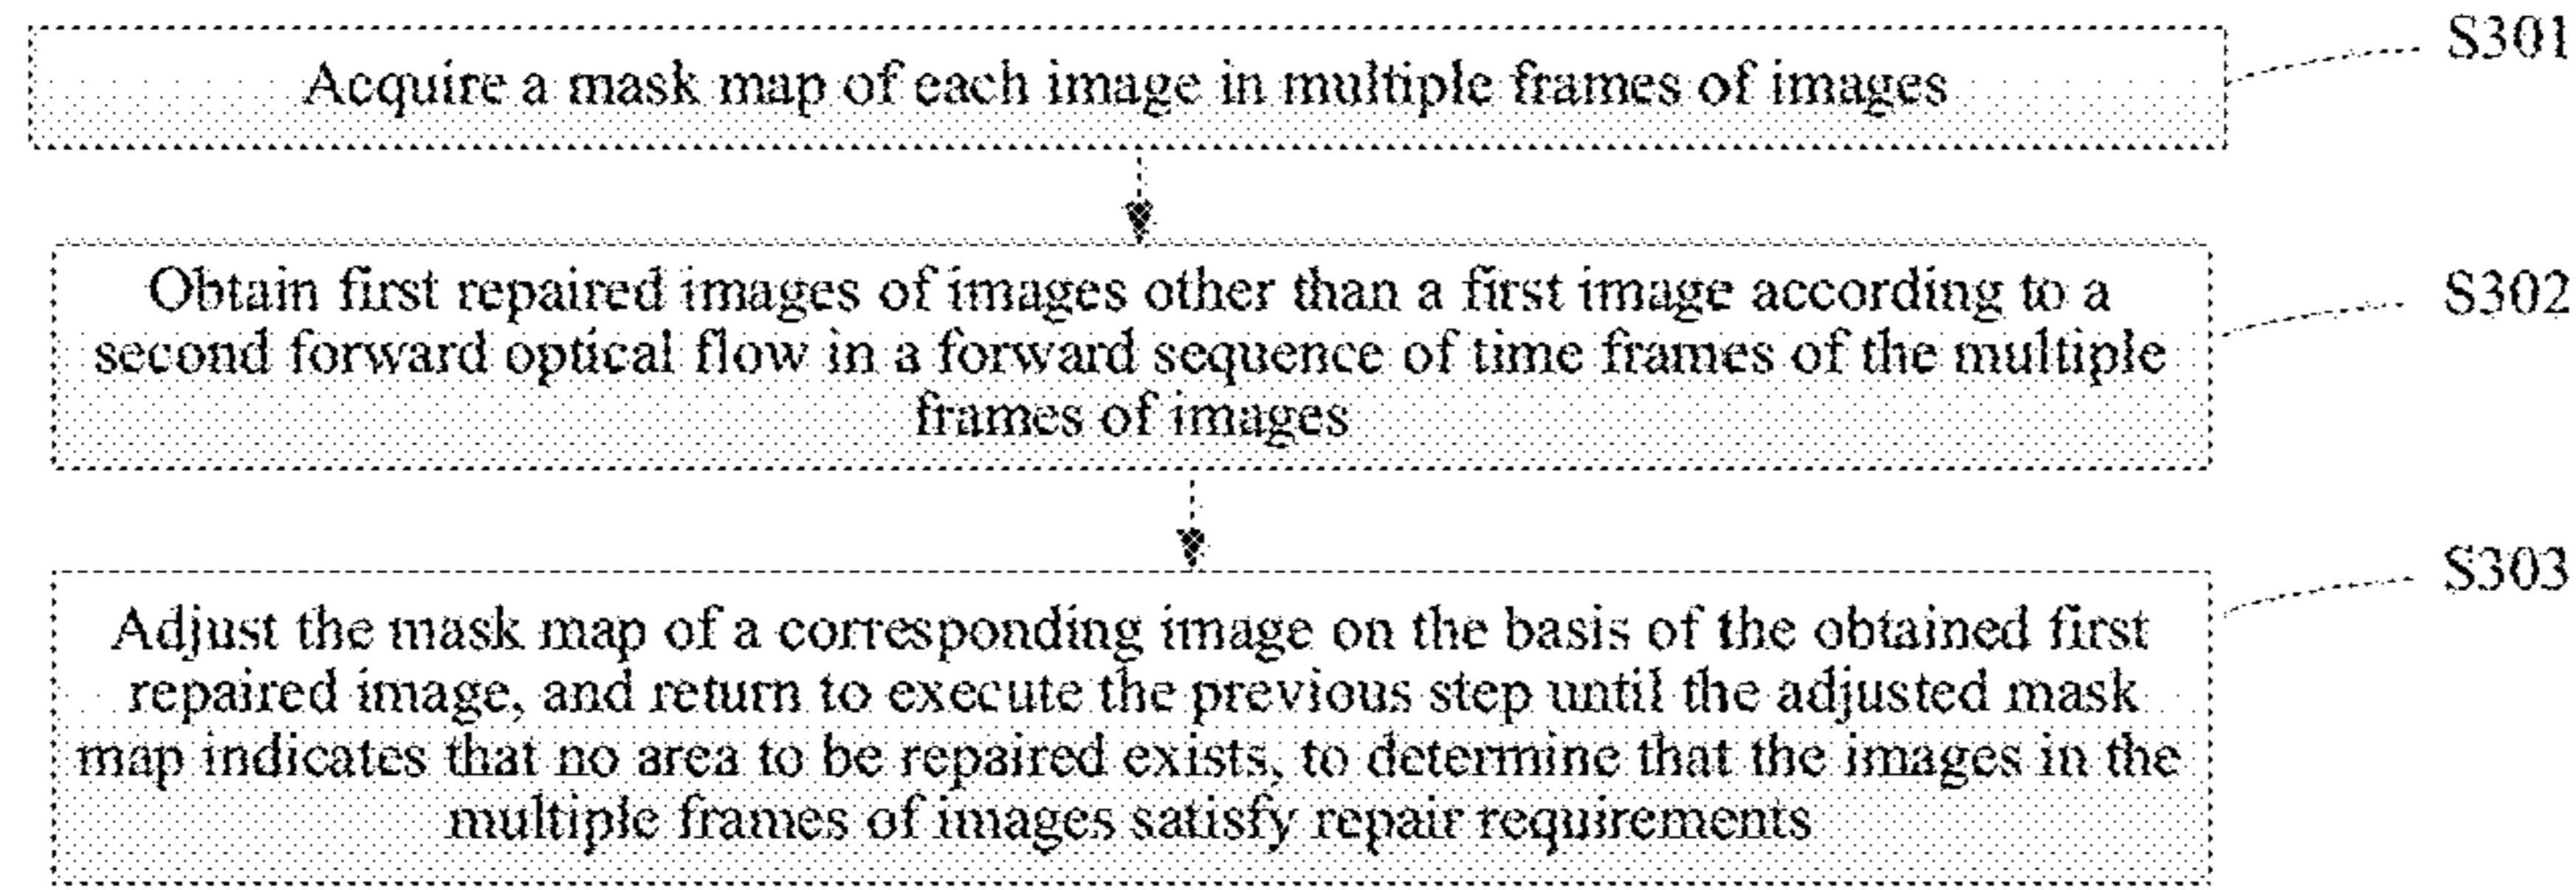 Acquire a mask map of each image in multiple frames of images
S301
Obtain first repaired images of images other than a first image according to a
second forward optical flow in a forward sequence of time frames of the multiple
frames of images
S302
Adjust the mask map of a corresponding image on the basis of the obtained first
repaired image, and return to execute the previous step until the adjusted mask
map indicates that no area to be repaired exists, to determine that the images in the
multiple frames of images satisfy repair requirements
S303